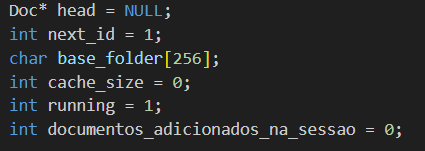 Doc* head = NULL;
int next_id = 1;
char base_folder[256];
int cache_size = 0;
int running = 1;
int documentos_adicionados_na_sessao = 0;